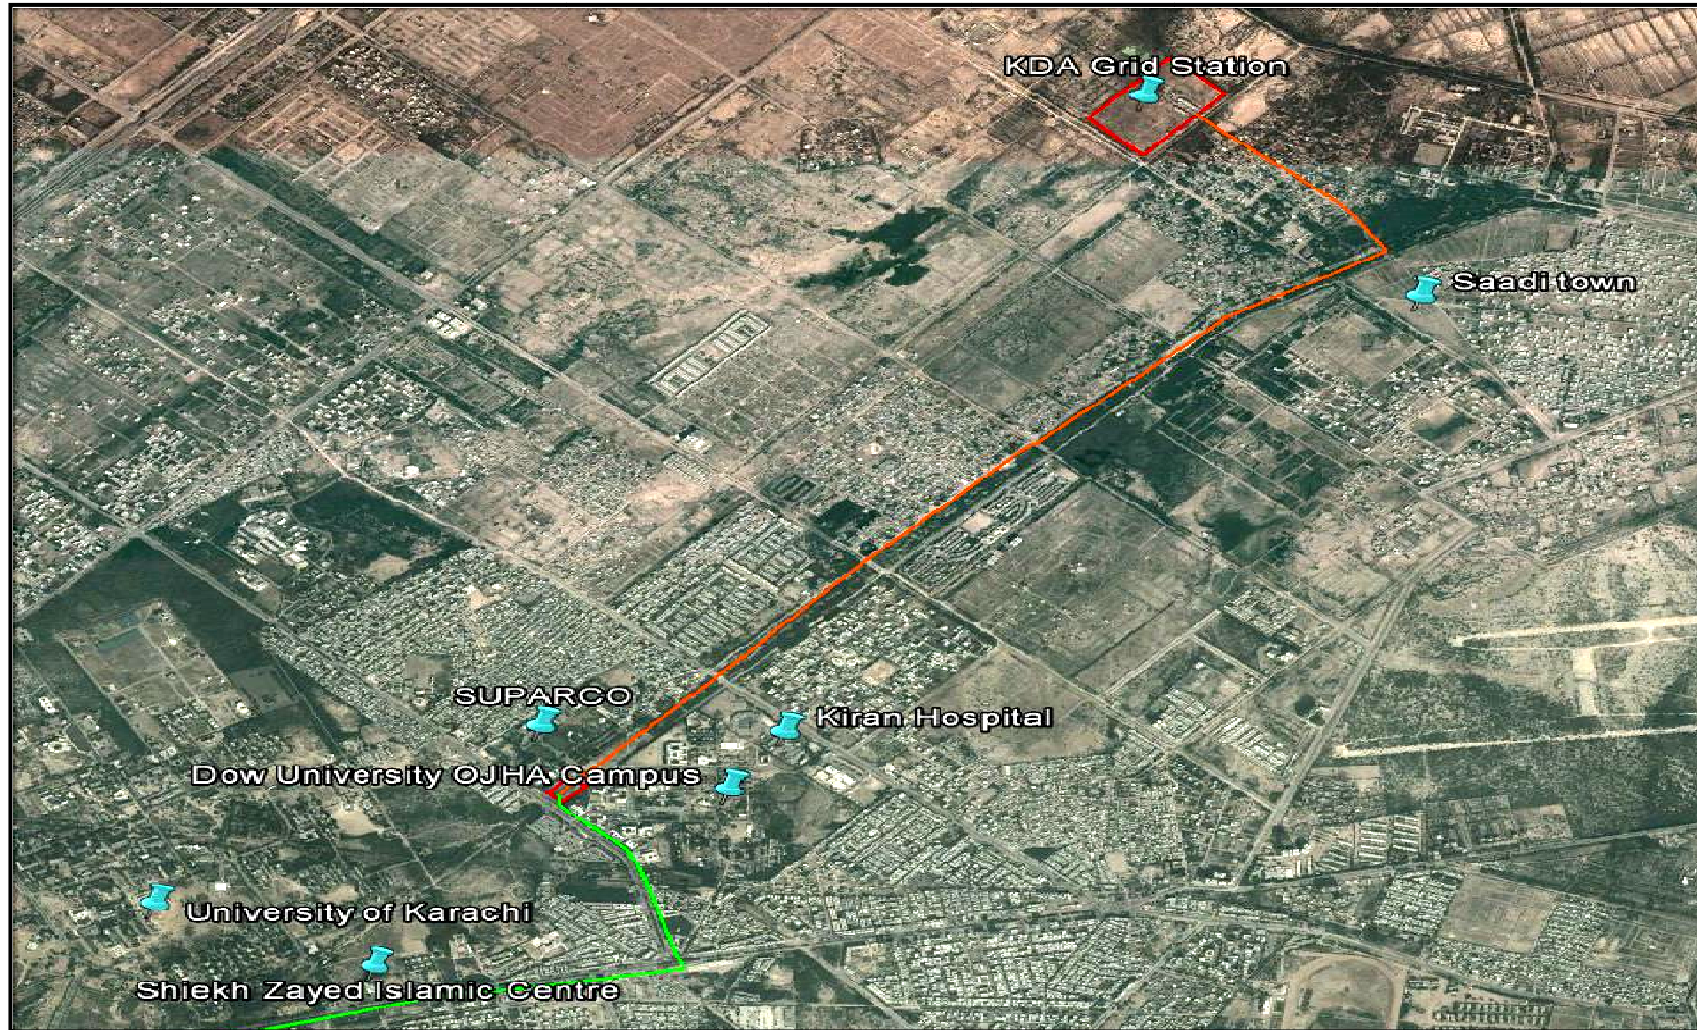 KDA Grid Station
Saadi town
SUPARCO
Kiran Hospital
Dow University OJHA Campus
University of Karachi
Shiekh Zayed Islamic Centre